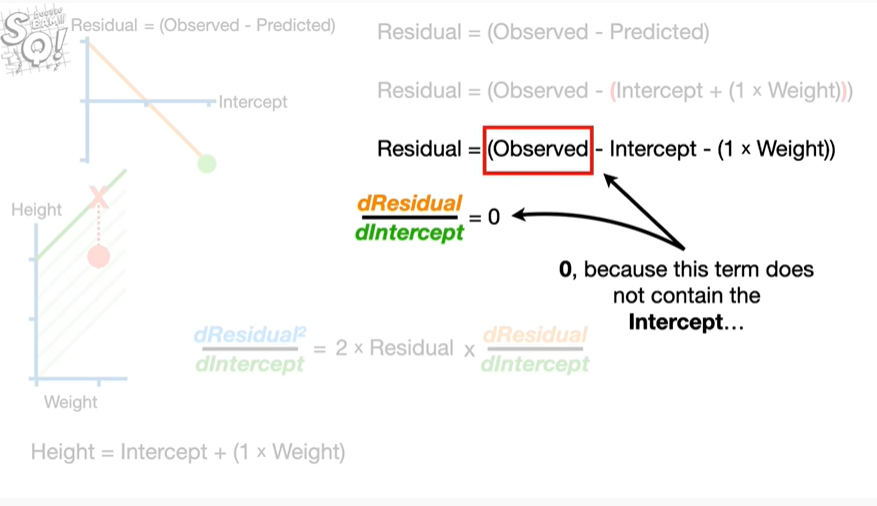 Residual = (Observed - Predicted)
Intercept
Residual = (Observed - Predicted)
Residual = (Observed - (Intercept + (1 x Weight)))
Residual = (Observed - Intercept - (1 x Weight))
dResidual
dIntercept
= 0
0, because this term does
not contain the
Intercept...
Height
Weight
dResidual²
dIntercept
= 2 x Residual x
dResidual
dIntercept
Height = Intercept + (1 x Weight)